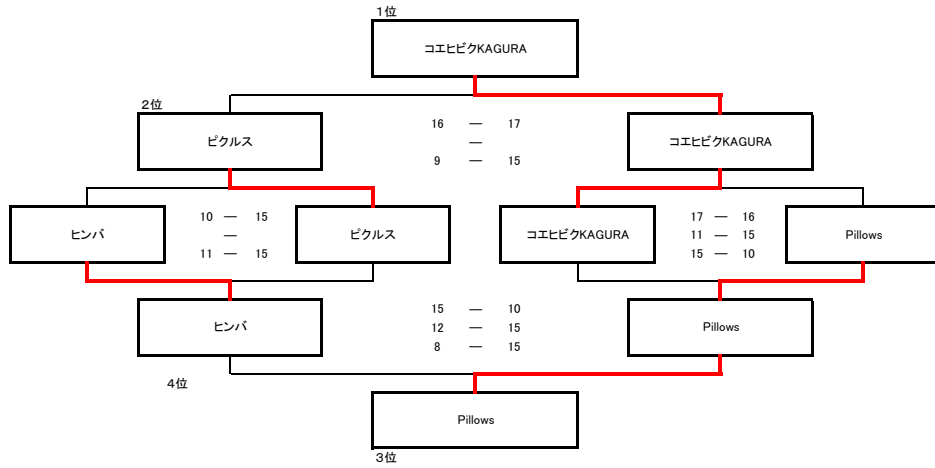 1位
コエヒビクKAGURA
2位
ピクルス
16 ― 17
―
9 ― 15
コエヒビクKAGURA
ヒンバ
10 ― 15
―
11 ― 15
ピクルス
コエヒビクKAGURA
17 ― 16
11 ― 15
15 ― 10
Pillows
ヒンバ
15 ― 10
12 ― 15
8 ― 15
Pillows
4位
Pillows
3位